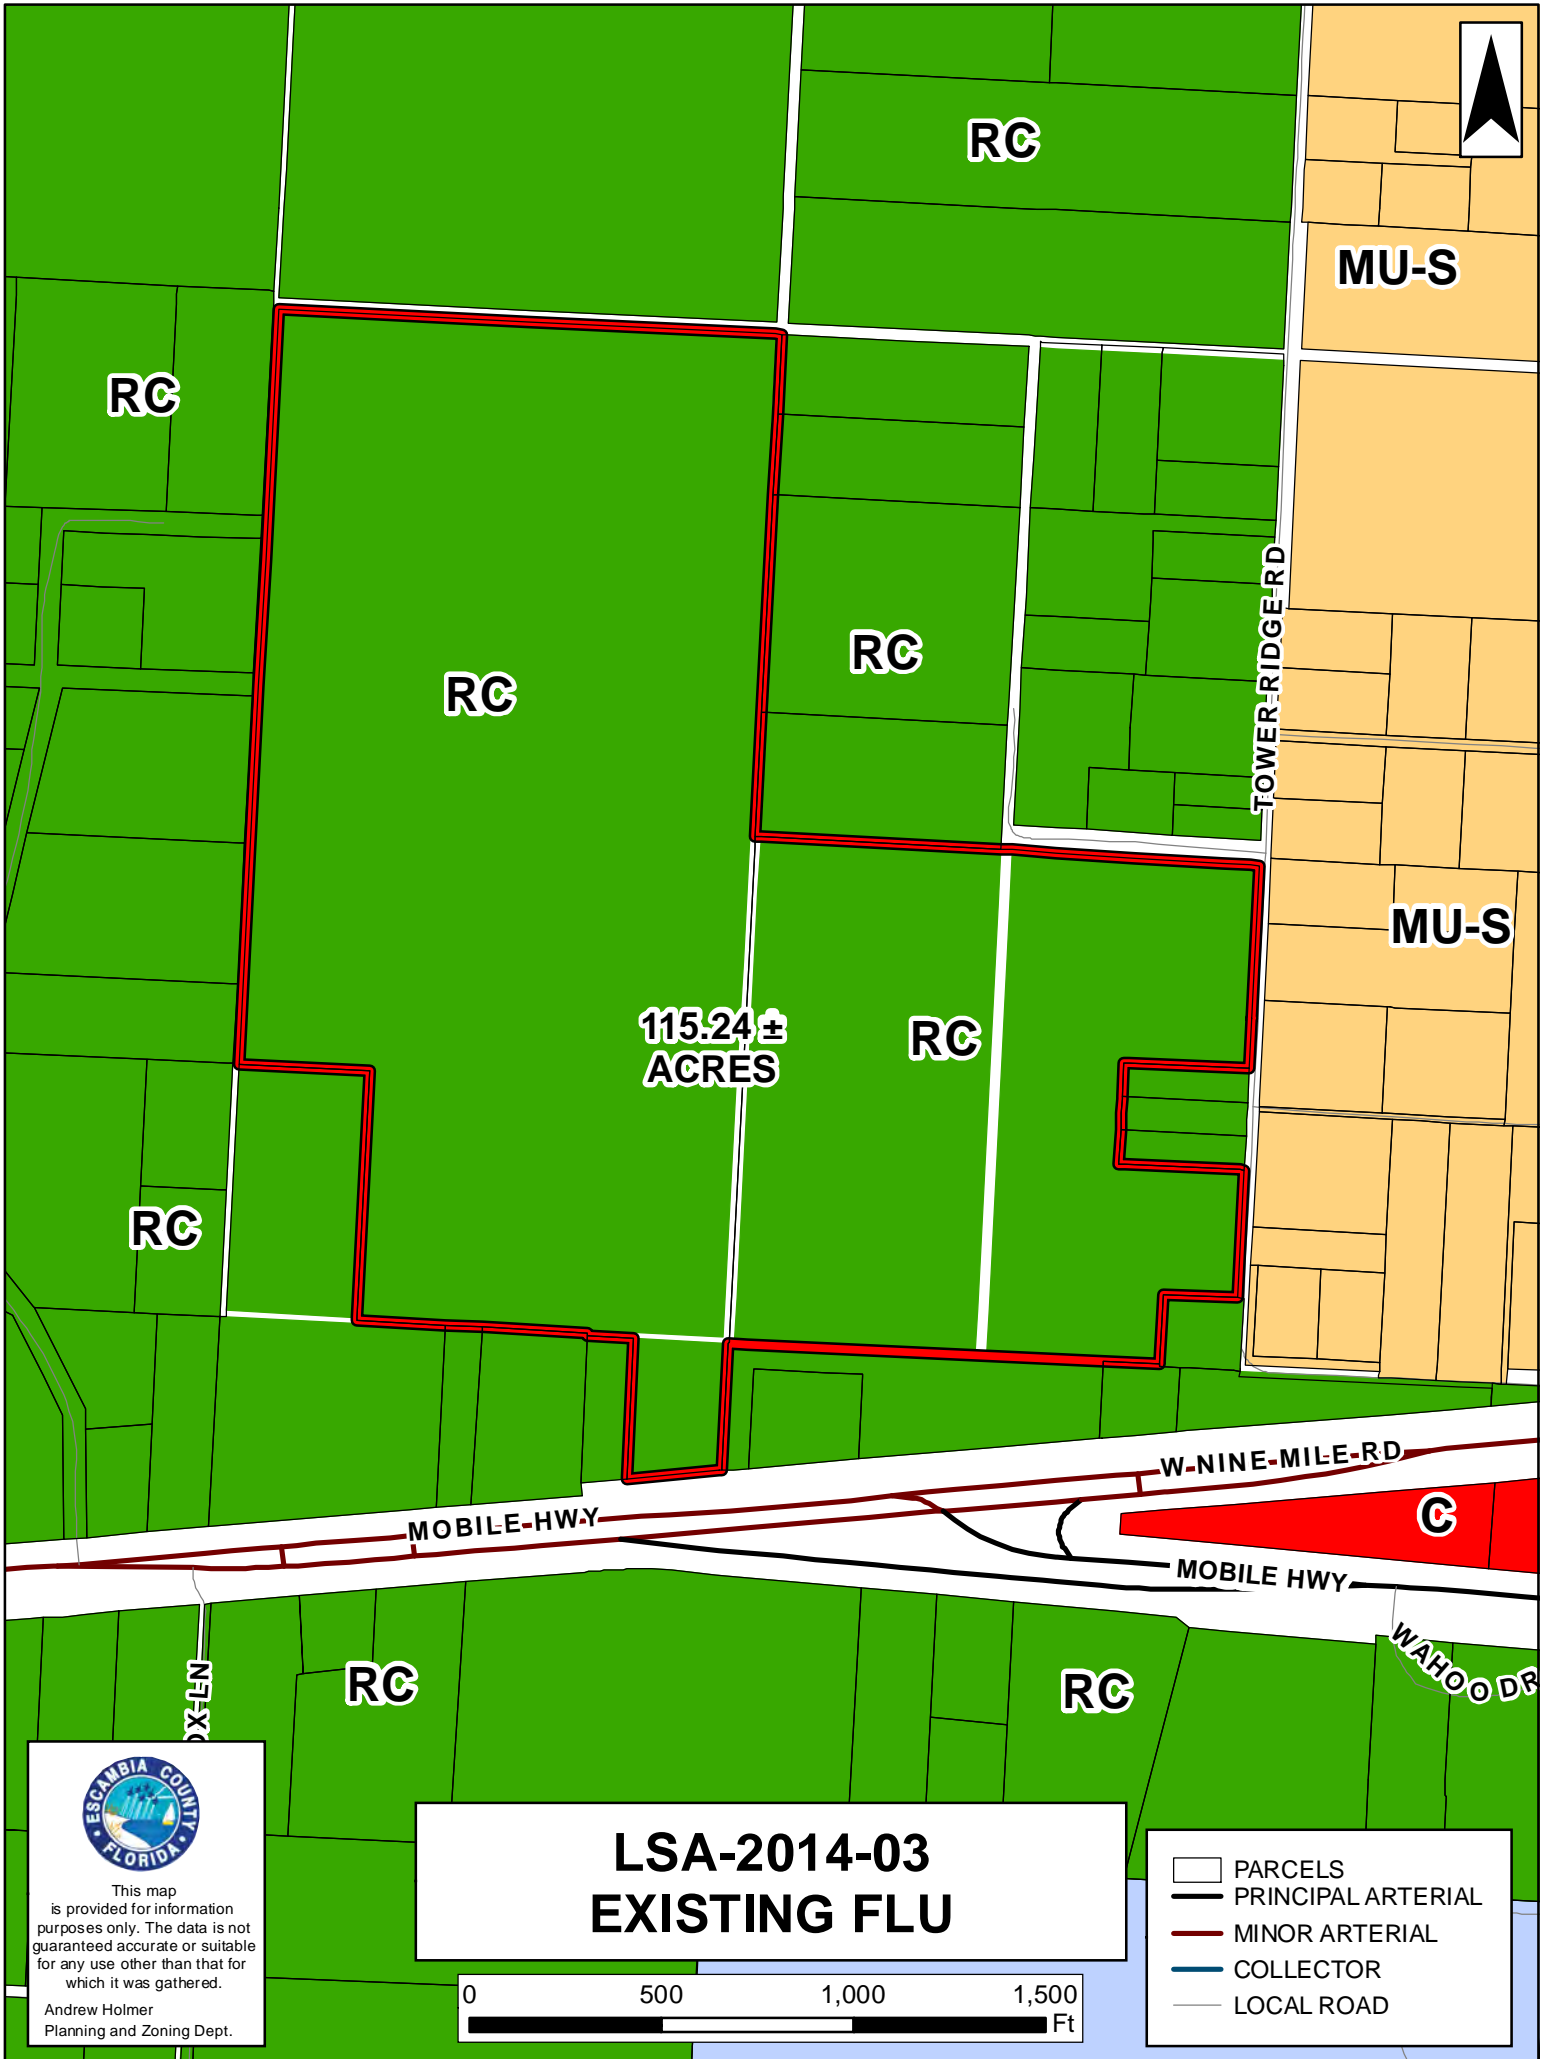 RC
MU-S
RC
RC
RC
TOWER RIDGE RD
MU-S
115.24 ±
ACRES
RC
RC
W NINE MILE RD
MOBILE HWY
C
MOBILE HWY
WAHOO DR
OX LN
RC
RC
ESCAMBIA COUNTY
FLORIDA
This map
is provided for information
purposes only. The data is not
guaranteed accurate or suitable
for any use other than that for
which it was gathered.
Andrew Holmer
Planning and Zoning Dept.
LSA-2014-03
EXISTING FLU
0 500 1,000 1,500
Ft
PARCELS
PRINCIPAL ARTERIAL
MINOR ARTERIAL
COLLECTOR
LOCAL ROAD